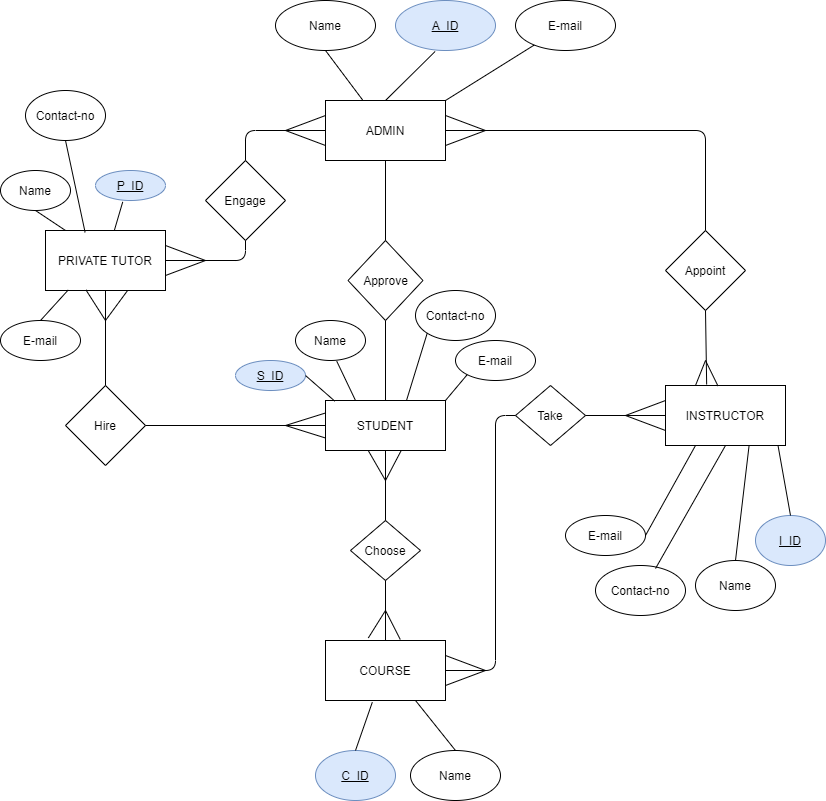 Name
A_ID
E-mail
Contact-no
ADMIN
Name
P_ID
Engage
PRIVATE TUTOR
Approve
Appoint
E-mail
Name
Contact-no
E-mail
S_ID
Hire
STUDENT
Take
INSTRUCTOR
Choose
E-mail
I_ID
Contact-no
Name
COURSE
C_ID
Name